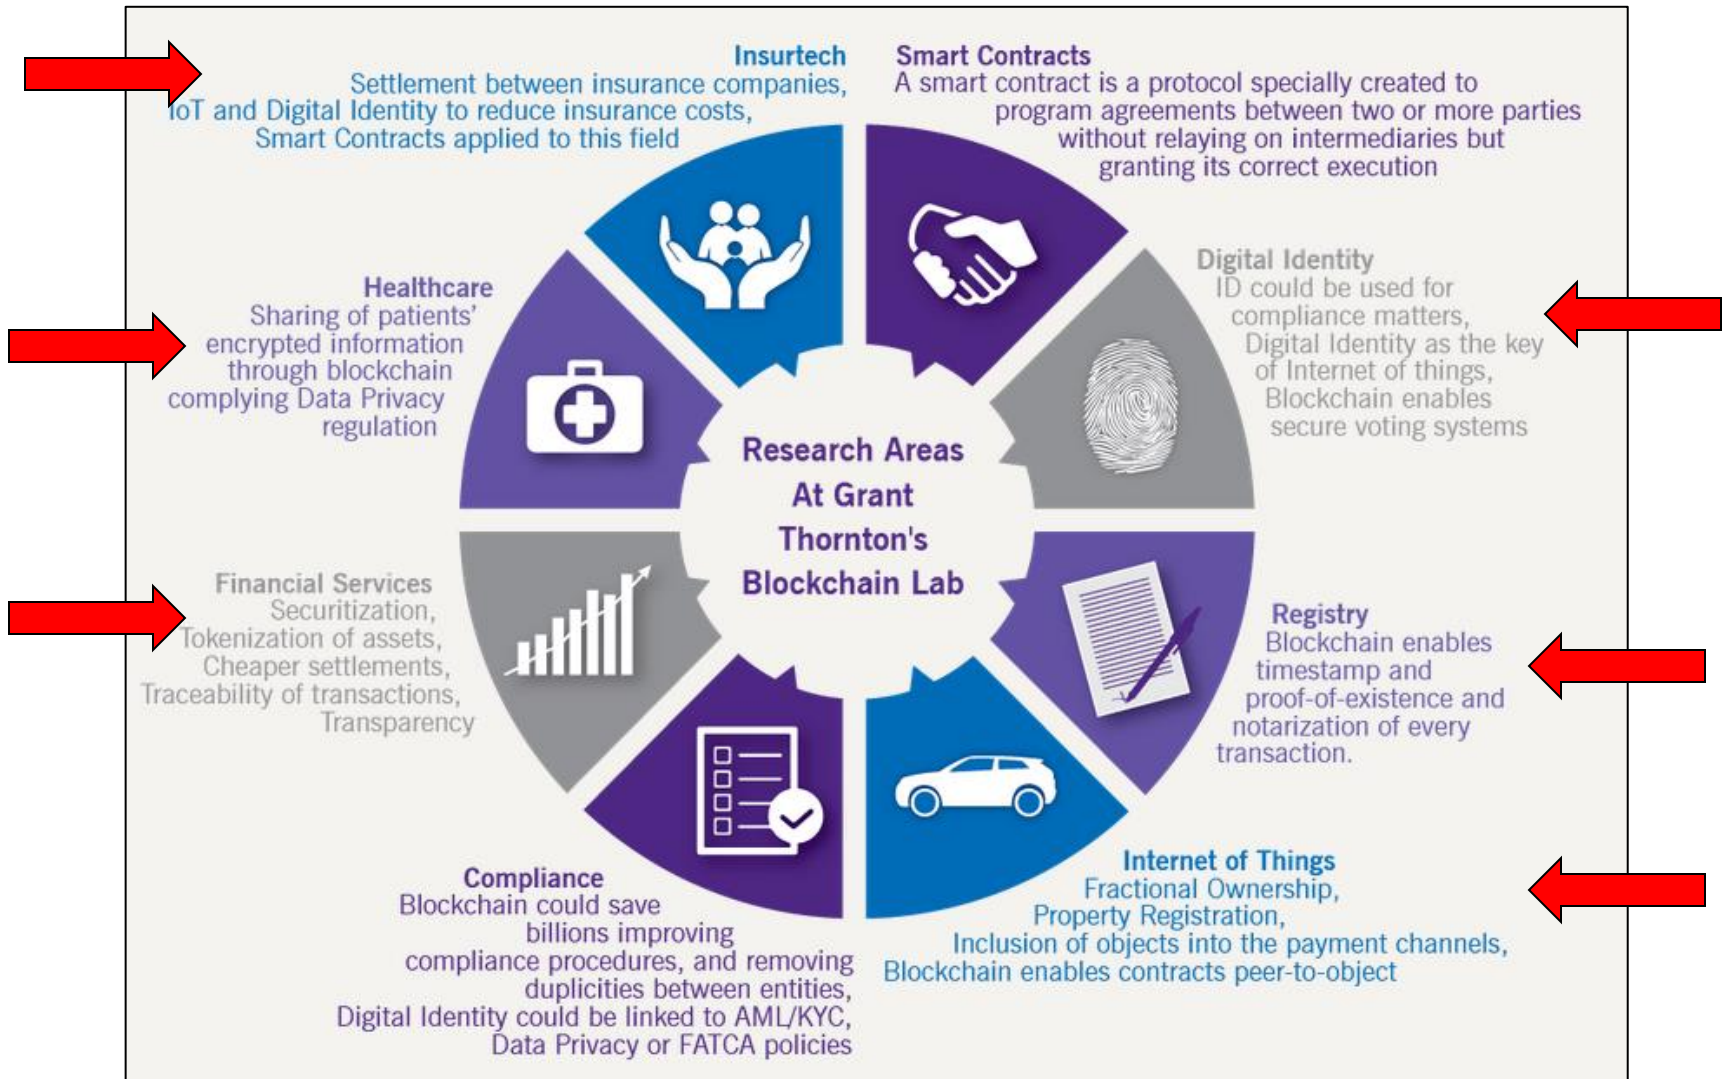 Insurtech
Settlement between insurance companies,
IoT and Digital Identity to reduce insurance costs,
Smart Contracts applied to this field
Smart Contracts
A smart contract is a protocol specially created to
program agreements between two or more parties
without relaying on intermediaries but
granting its correct execution
Healthcare
Sharing of patients'
encrypted information
through blockchain
complying Data Privacy
regulation
Digital Identity
ID could be used for
compliance matters,
Digital Identity as the key
of Internet of things,
Blockchain enables
secure voting systems
Research Areas
At Grant
Thornton's
Blockchain Lab
Financial Services
Securitization,
Tokenization of assets,
Cheaper settlements,
Traceability of transactions,
Transparency
Registry
Blockchain enables
timestamp and
proof-of-existence and
notarization of every
transaction.
Compliance
Blockchain could save
billions improving
compliance procedures, and removing
duplicities between entities,
Digital Identity could be linked to AML/KYC,
Data Privacy or FATCA policies
Internet of Things
Fractional Ownership,
Property Registration,
Inclusion of objects into the payment channels,
Blockchain enables contracts peer-to-object